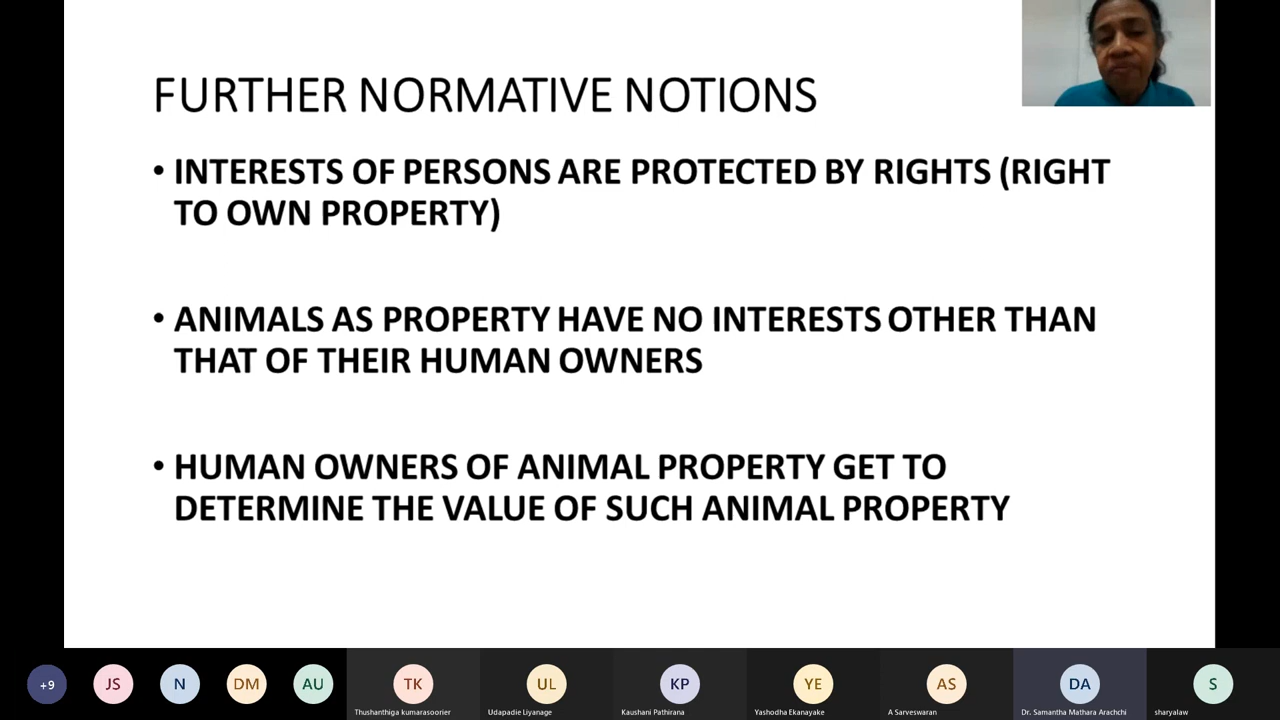 FURTHER NORMATIVE NOTIONS
• INTERESTS OF PERSONS ARE PROTECTED BY RIGHTS (RIGHT
TO OWN PROPERTY)
• ANIMALS AS PROPERTY HAVE NO INTERESTS OTHER THAN
THAT OF THEIR HUMAN OWNERS
• HUMAN OWNERS OF ANIMAL PROPERTY GET TO
DETERMINE THE VALUE OF SUCH ANIMAL PROPERTY
+9 JS N DM AU TK UL KP YE AS DA S
Thushanthiga kumarasoorier Udapadie Liyanage Kaushani Pathirana Yashodha Ekanayake A Sarveswaran Dr. Samantha Mathara Arachchi sharyalaw